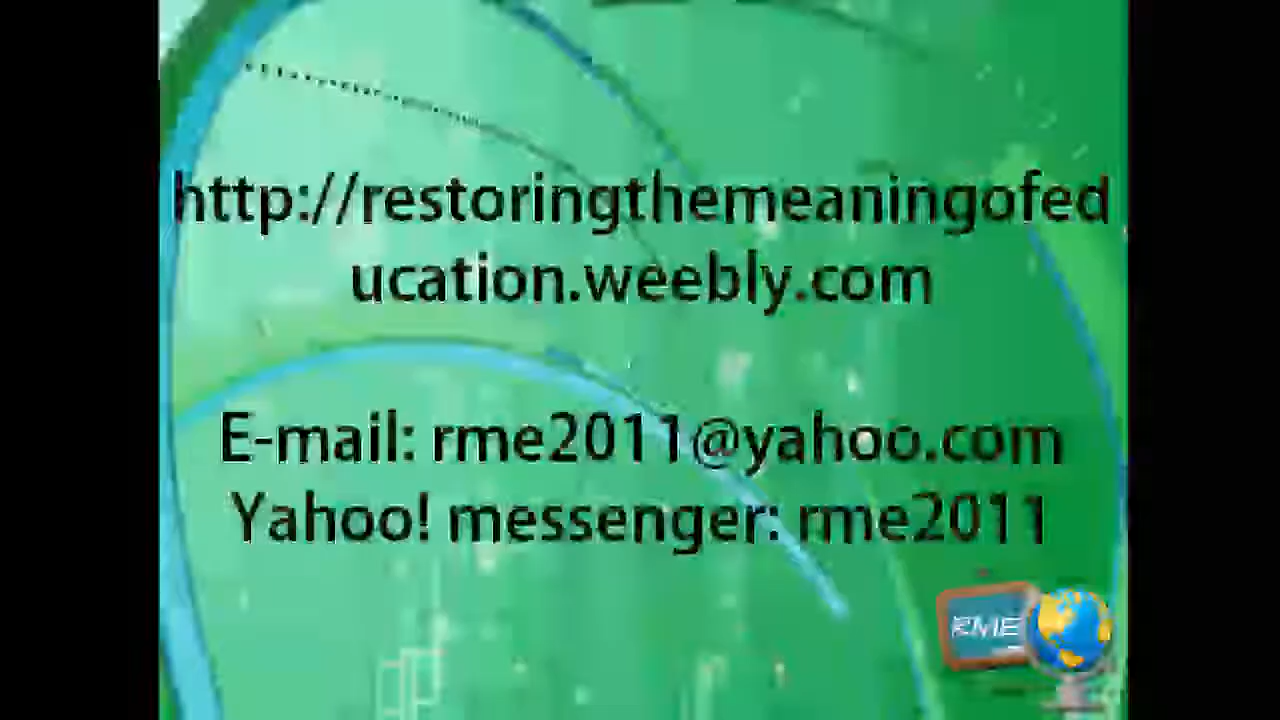 http://restoringthemeaningofed
ucation.weebly.com
E-mail: rme2011@yahoo.com
Yahoo! messenger: rme2011
RME